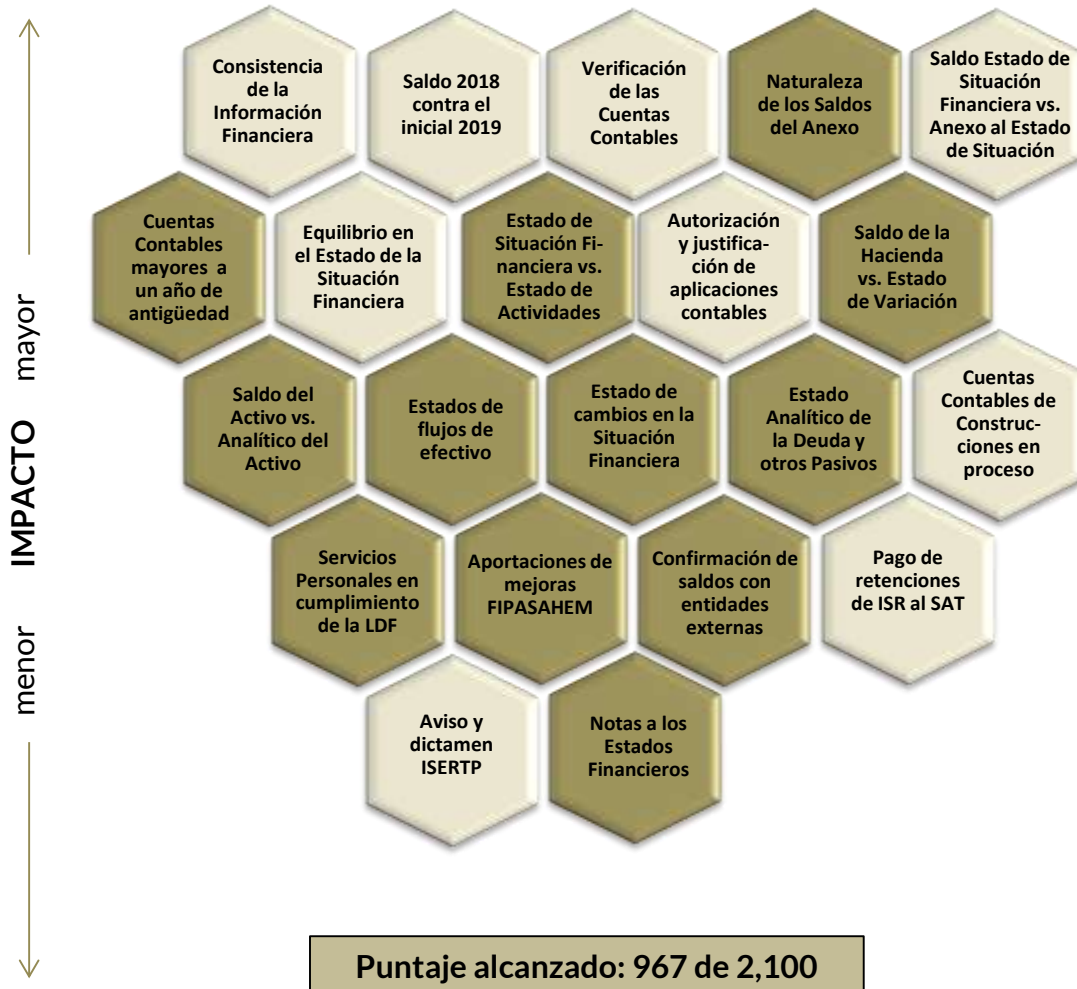 Consistencia
de la
Información
Financiera
Saldo 2018
contra el
inicial 2019
Verificación
de las
Cuentas
Contables
Naturaleza
de los Saldos
del Anexo
Saldo Estado de
Situación
Financiera vs.
Anexo al Estado
de Situación
Cuentas
Contables
mayores a
un año de
antigüedad
Equilibrio en
el Estado de la
Situación
Financiera
Estado de
Situación Fi-
nanciera vs.
Estado de
Actividades
Autorización
y justifica-
ción de
aplicaciones
contables
Saldo de la
Hacienda
vs. Estado
de Variación
Saldo del
Activo vs.
Analítico del
Activo
Estados de
flujos de
efectivo
Estado de
cambios en la
Situación
Financiera
Estado
Analítico de
la Deuda y
otros Pasivos
Cuentas
Contables de
Construc-
ciones en
proceso
Servicios
Personales en
cumplimiento
de la LDF
Aportaciones de
mejoras
FIPASAHEM
Confirmación de
saldos con
entidades
externas
Pago de
retenciones
de ISR al SAT
Aviso y
dictamen
ISERTP
Notas a los
Estados
Financieros
menor IMPACTO mayor
Puntaje alcanzado: 967 de 2,100